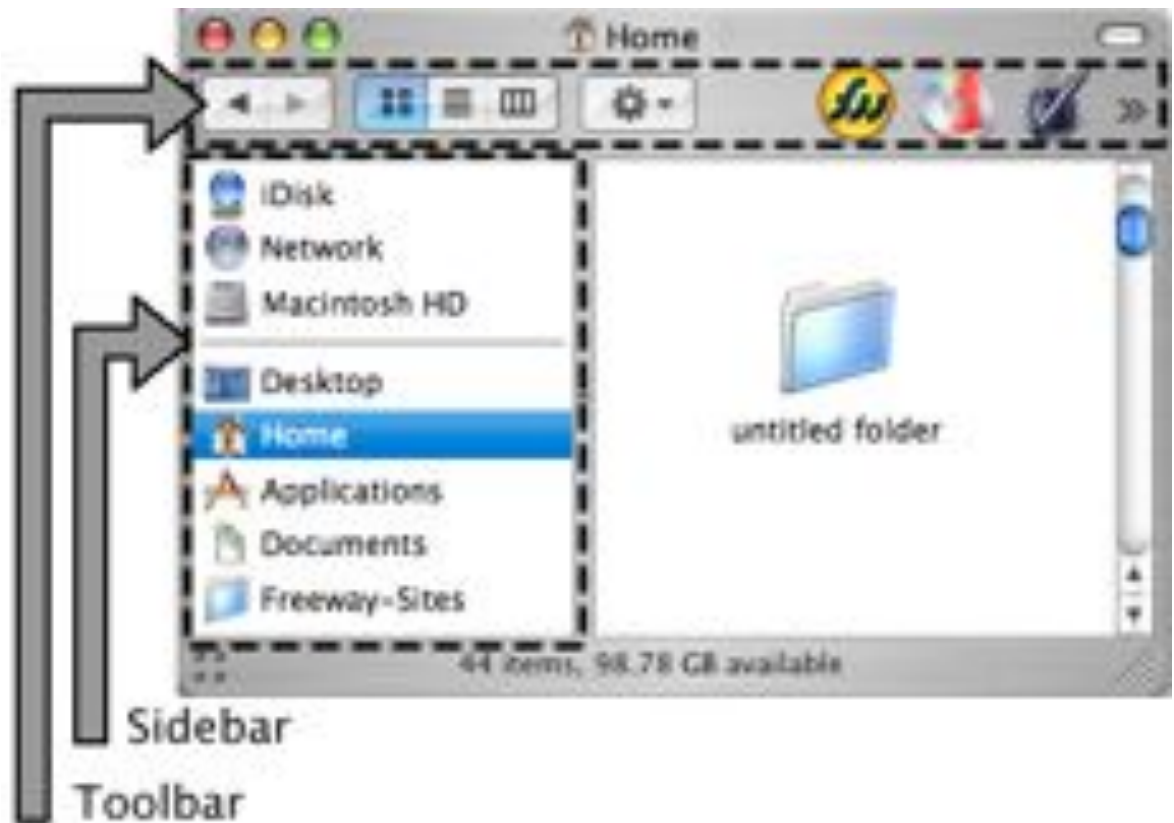 Home
fw
iDisk
Network
Macintosh HD
Desktop
Home
Applications
Documents
Freeway-Sites
untitled folder
44 items, 98.78 GB available
Sidebar
Toolbar